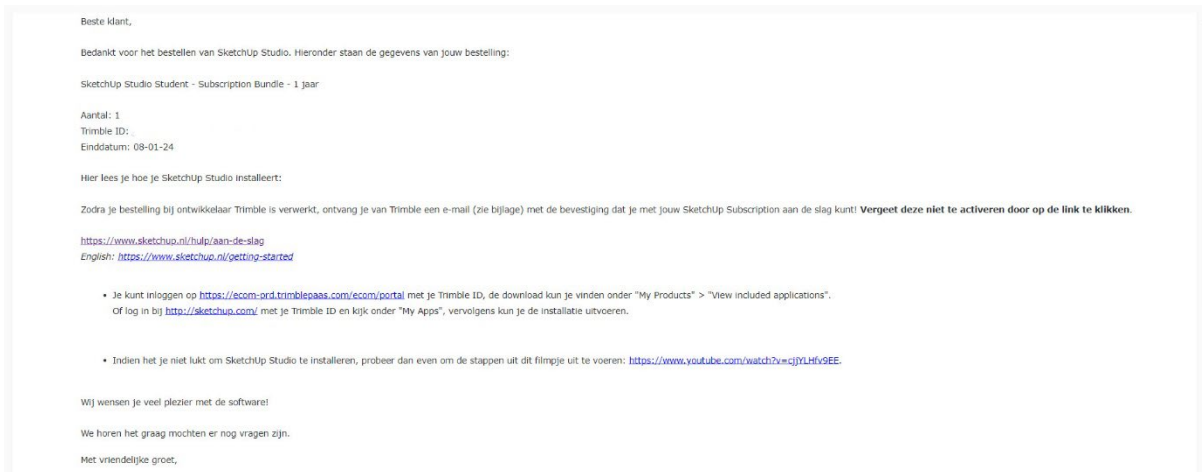 Beste klant,
Bedankt voor het bestellen van SketchUp Studio. Hieronder staan de gegevens van jouw bestelling:
SketchUp Studio Student - Subscription Bundle - 1 jaar
Aantal: 1
Trimble ID:
Einddatum: 08-01-24
Hier lees je hoe je SketchUp Studio installeert:
Zodra je bestelling bij ontwikkelaar Trimble is verwerkt, ontvang je van Trimble een e-mail (zie bijlage) met de bevestiging dat je met jouw SketchUp Subscription aan de slag kunt! Vergeet deze niet te activeren door op de link te klikken.
https://www.sketchup.nl/hulp/aan-de-slag
English: https://www.sketchup.nl/getting-started
• Je kunt inloggen op https://ecom-prd.trimblepaas.com/ecom/portal met je Trimble ID, de download kun je vinden onder "My Products" > "View included applications".
Of log in bij http://sketchup.com/ met je Trimble ID en kijk onder "My Apps", vervolgens kun je de installatie uitvoeren.
• Indien het je niet lukt om SketchUp Studio te installeren, probeer dan even om de stappen uit dit filmpje uit te voeren: https://www.youtube.com/watch?v=cjjYLHfv9EE.
Wij wensen je veel plezier met de software!
We horen het graag mochten er nog vragen zijn.
Met vriendelijke groet,